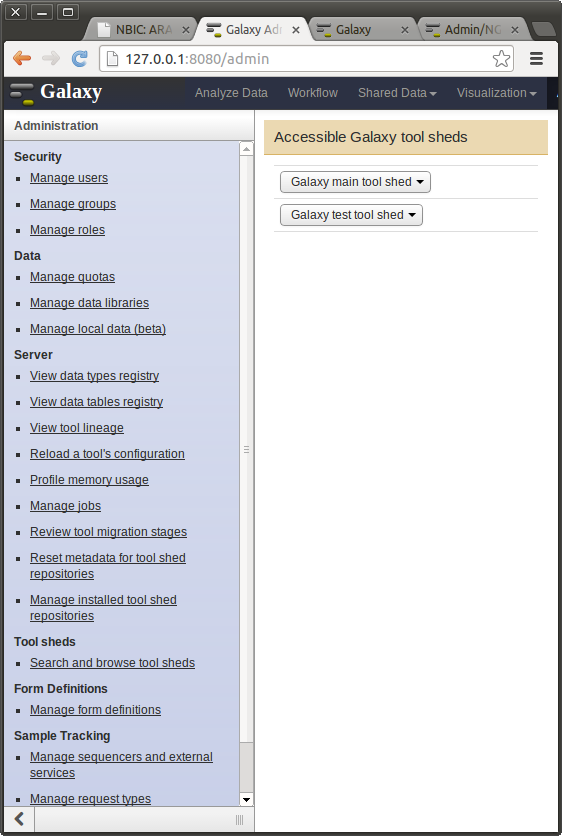 NBIC: ARA
Galaxy Ad
Galaxy
Admin/NG
127.0.0.1:8080/admin
Galaxy
Analyze Data
Workflow
Shared Data
Visualization
Administration
Security
Manage users
Manage groups
Manage roles
Data
Manage quotas
Manage data libraries
Manage local data (beta)
Server
View data types registry
View data tables registry
View tool lineage
Reload a tool's configuration
Profile memory usage
Manage jobs
Review tool migration stages
Reset metadata for tool shed
repositories
Manage installed tool shed
repositories
Tool sheds
Search and browse tool sheds
Form Definitions
Manage form definitions
Sample Tracking
Manage sequencers and external
services
Manage request types
Accessible Galaxy tool sheds
Galaxy main tool shed
Galaxy test tool shed